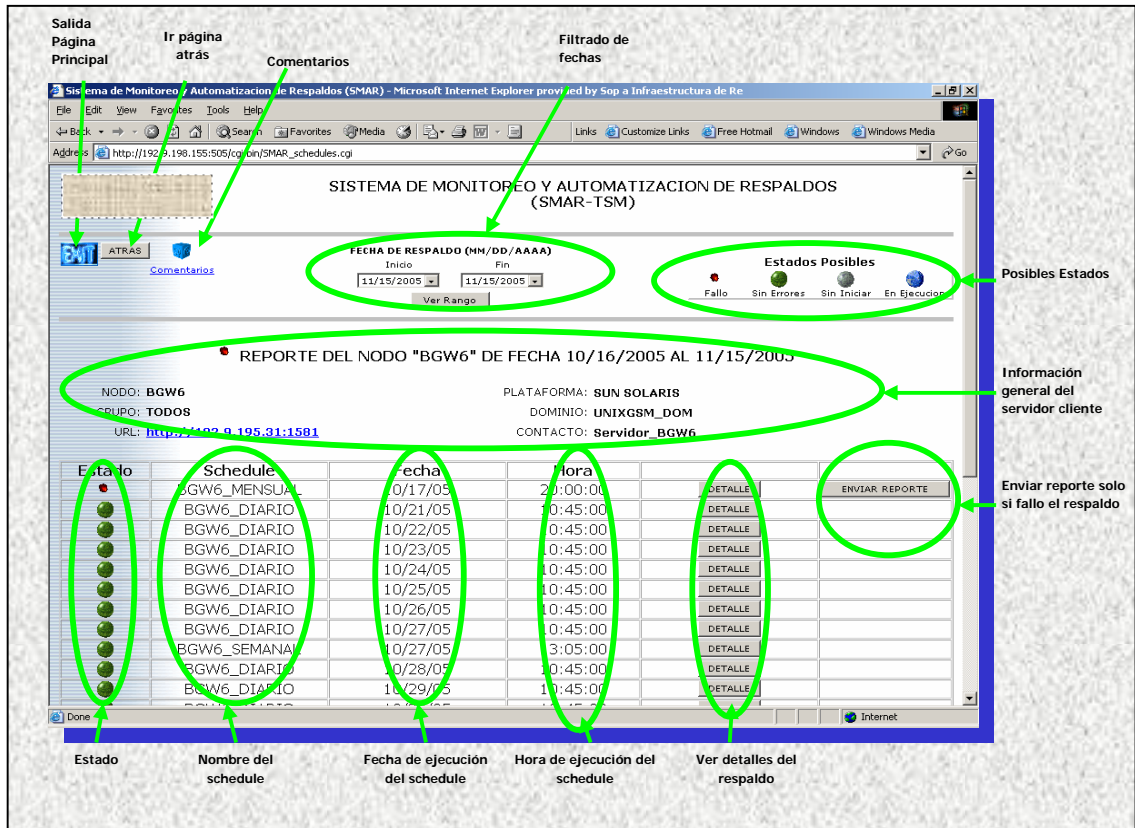 Salida
Página
Principal
Ir página
atrás
Comentarios
Filtrado de
fechas
Sistema de Monitoreo y Automatizacion de Respaldos (SMAR) - Microsoft Internet Explorer provided by Sop a Infraestructura de Re
File Edit View Favorites Tools Help
Back Search Favorites Media Links Customize Links Free Hotmail Windows Windows Media
Address http://192.9.198.155:505/cgi-bin/SMAR_schedules.cgi Go
SISTEMA DE MONITOREO Y AUTOMATIZACION DE RESPALDOS
(SMAR-TSM)
EXIT ATRAS
Comentarios
FECHA DE RESPALDO (MM/DD/AAAA)
Inicio Fin
11/15/2005 11/15/2005
Ver Rango
Estados Posibles
Fallo Sin Errores Sin Iniciar En Ejecucion
Posibles Estados
REPORTE DEL NODO "BGW6" DE FECHA 10/16/2005 AL 11/15/2005
NODO: BGW6 PLATAFORMA: SUN SOLARIS
GRUPO: TODOS DOMINIO: UNIXGSM_DOM
URL: http://192.9.195.31:1581 CONTACTO: Servidor_BGW6
Información
general del
servidor cliente
Estado Schedule Fecha Hora
BGW6_MENSUAL 10/17/05 20:00:00 DETALLE ENVIAR REPORTE
BGW6_DIARIO 10/21/05 10:45:00 DETALLE
BGW6_DIARIO 10/22/05 10:45:00 DETALLE
BGW6_DIARIO 10/23/05 10:45:00 DETALLE
BGW6_DIARIO 10/24/05 10:45:00 DETALLE
BGW6_DIARIO 10/25/05 10:45:00 DETALLE
BGW6_DIARIO 10/26/05 10:45:00 DETALLE
BGW6_DIARIO 10/27/05 10:45:00 DETALLE
BGW6_SEMANAL 10/27/05 3:05:00 DETALLE
BGW6_DIARIO 10/28/05 10:45:00 DETALLE
BGW6_DIARIO 10/29/05 10:45:00 DETALLE
Enviar reporte solo
si fallo el respaldo
Done Internet
Estado
Nombre del
schedule
Fecha de ejecución
del schedule
Hora de ejecución del
schedule
Ver detalles del
respaldo